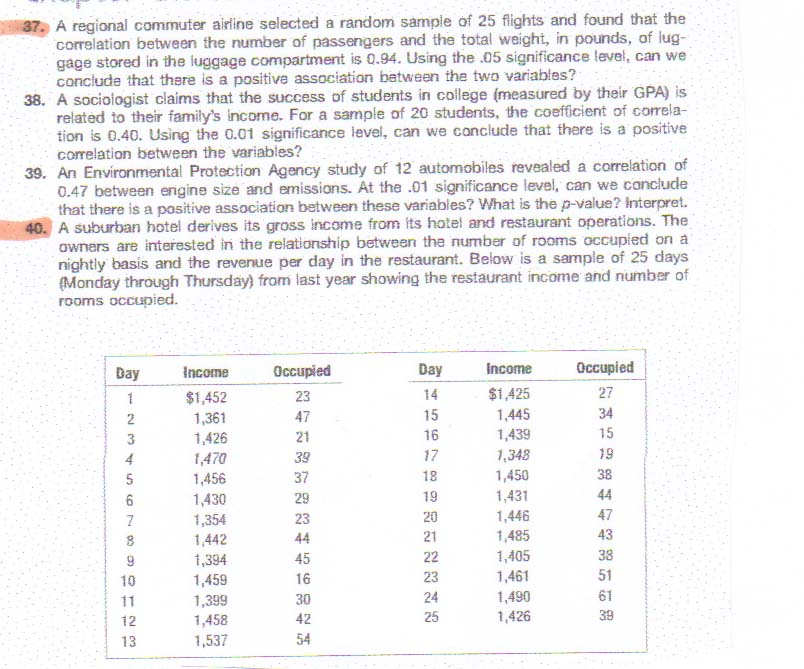 37. A regional commuter airline selected a random sample of 25 flights and found that the
correlation between the number of passengers and the total weight, in pounds, of lug-
gage stored in the luggage compartment is 0.94. Using the .05 significance level, can we
conclude that there is a positive association between the two variables?
38. A sociologist claims that the success of students in college (measured by their GPA) is
related to their family's income. For a sample of 20 students, the coefficient of correla-
tion is 0.40. Using the 0.01 significance level, can we conclude that there is a positive
correlation between the variables?
39. An Environmental Protection Agency study of 12 automobiles revealed a correlation of
0.47 between engine size and emissions. At the .01 significance level, can we conclude
that there is a positive association between these variables? What is the p-value? Interpret.
40. A suburban hotel derives its gross income from its hotel and restaurant operations. The
owners are interested in the relationship between the number of rooms occupied on a
nightly basis and the revenue per day in the restaurant. Below is a sample of 25 days
(Monday through Thursday) from last year showing the restaurant income and number of
rooms occupied.
Day Income Occupied Day Income Occupied
1 $1,452 23 14 $1,425 27
2 1,361 47 15 1,445 34
3 1,426 21 16 1,439 15
4 1,470 39 17 1,348 19
5 1,456 37 18 1,450 38
6 1,430 29 19 1,431 44
7 1,354 23 20 1,446 47
8 1,442 44 21 1,485 43
9 1,394 45 22 1,405 38
10 1,459 16 23 1,461 51
11 1,399 30 24 1,490 61
12 1,458 42 25 1,426 39
13 1,537 54